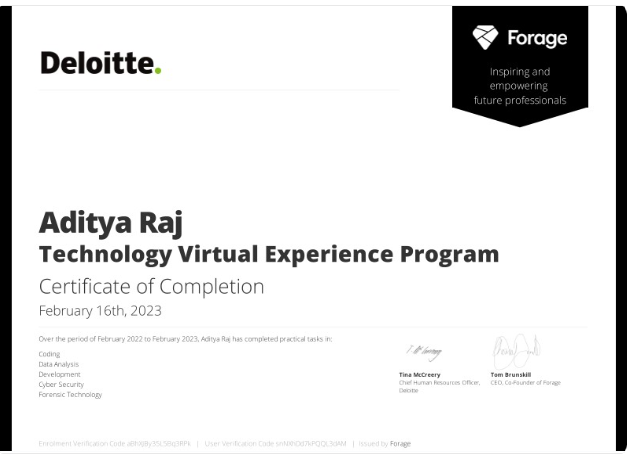 Deloitte.
Forage
Inspiring and
empowering
future professionals
Aditya Raj
Technology Virtual Experience Program
Certificate of Completion
February 16th, 2023
Over the period of February 2022 to February 2023, Aditya Raj has completed practical tasks in:
Coding
Data Analysis
Development
Cyber Security
Forensic Technology
Tina McCreery
Chief Human Resources Officer,
Deloitte
Tom Brunskill
CEO, Co-Founder of Forage
Enrolment Verification Code | User Verification Code | Issued by Forage